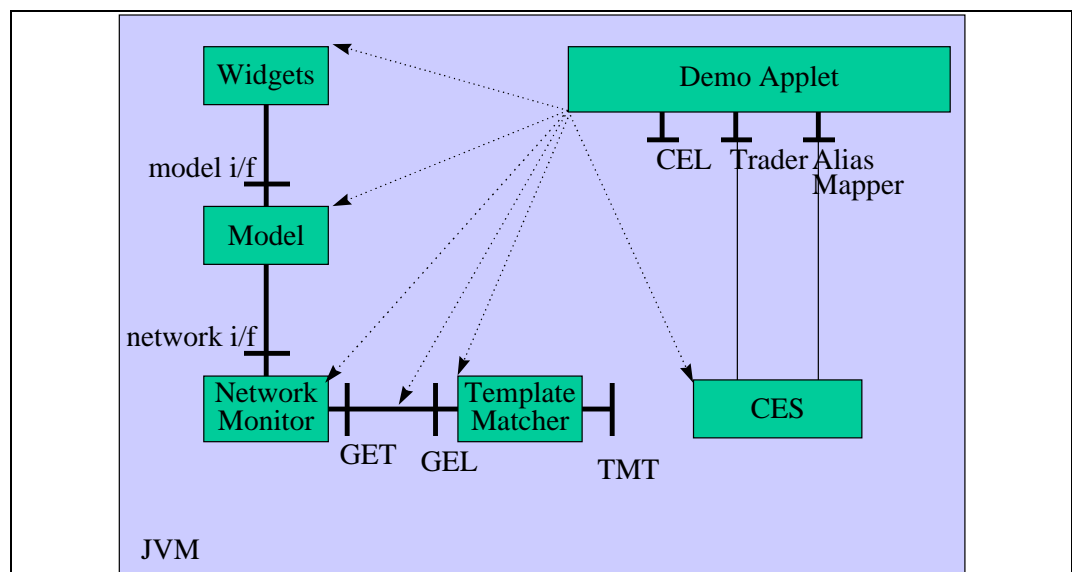 Widgets
Demo Applet
CEL
Trader
Alias
Mapper
model i/f
Model
network i/f
Network
Monitor
Template
Matcher
CES
GET
GEL
TMT
JVM